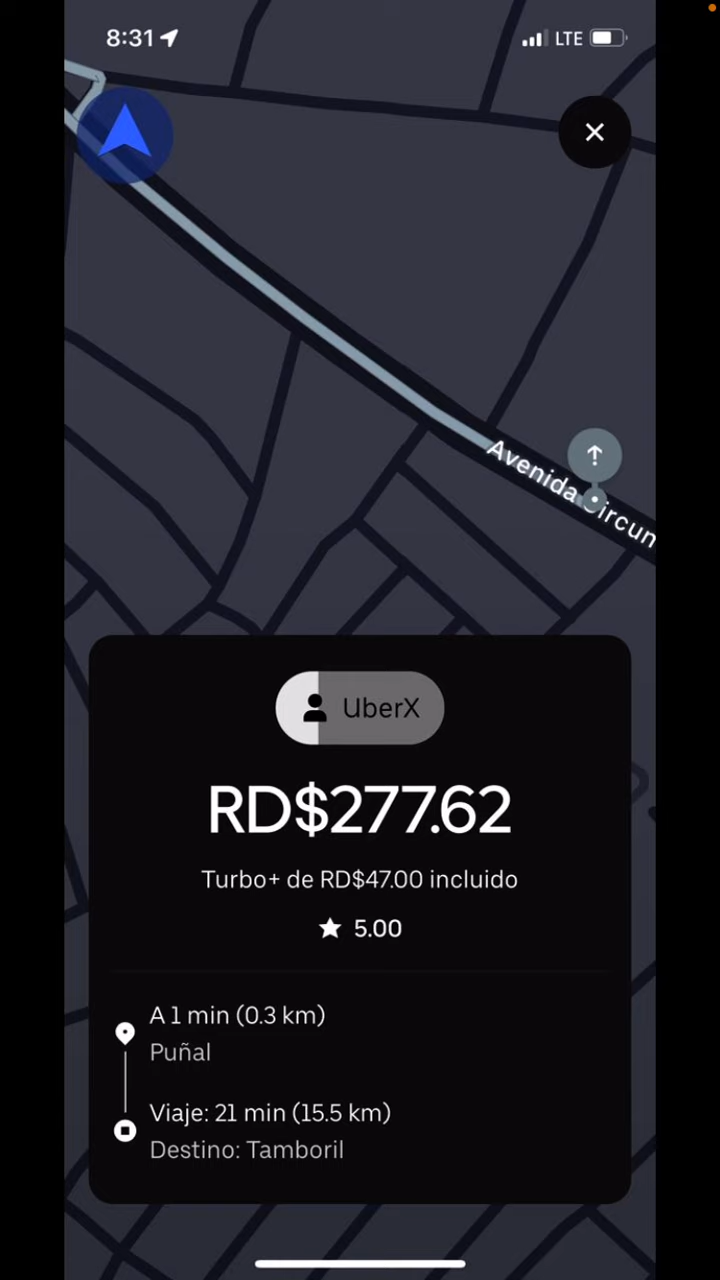 8:31
LTE
Avenida Circun
UberX
RD$277.62
Turbo+ de RD$47.00 incluido
5.00
A 1 min (0.3 km)
Puñal
Viaje: 21 min (15.5 km)
Destino: Tamboril